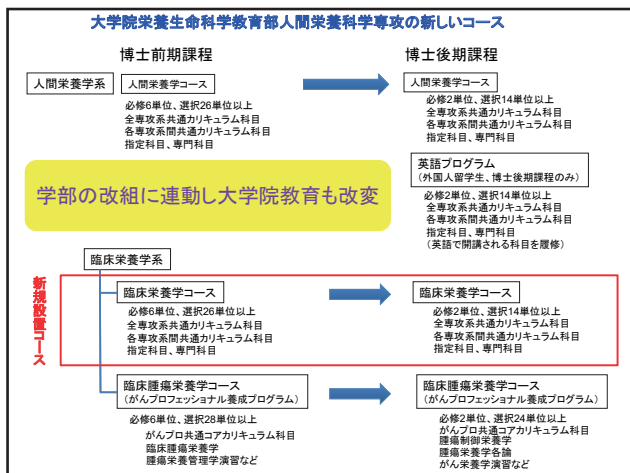 大学院栄養生命科学教育部人間栄養科学専攻の新しいコース
博士前期課程
博士後期課程
人間栄養学系
人間栄養学コース
必修6単位、選択26単位以上
全専攻系共通カリキュラム科目
各専攻系間共通カリキュラム科目
指定科目、専門科目
人間栄養学コース
必修2単位、選択14単位以上
全専攻系共通カリキュラム科目
各専攻系間共通カリキュラム科目
指定科目、専門科目
英語プログラム
(外国人留学生、博士後期課程のみ)
必修2単位、選択14単位以上
全専攻系共通カリキュラム科目
各専攻系間共通カリキュラム科目
指定科目、専門科目
(英語で開講される科目を履修)
学部の改組に連動し大学院教育も改変
臨床栄養学系
新規設置コース
臨床栄養学コース
必修6単位、選択26単位以上
全専攻系共通カリキュラム科目
各専攻系間共通カリキュラム科目
指定科目、専門科目
臨床栄養学コース
必修2単位、選択14単位以上
全専攻系共通カリキュラム科目
各専攻系間共通カリキュラム科目
指定科目、専門科目
臨床腫瘍栄養学コース
(がんプロフェッショナル養成プログラム)
必修6単位、選択28単位以上
がんプロ共通コアカリキュラム科目
臨床腫瘍栄養学
腫瘍栄養管理学演習など
臨床腫瘍栄養学コース
(がんプロフェッショナル養成プログラム)
必修2単位、選択24単位以上
がんプロ共通コアカリキュラム科目
腫瘍制御栄養学
腫瘍栄養学各論
がん栄養学演習など